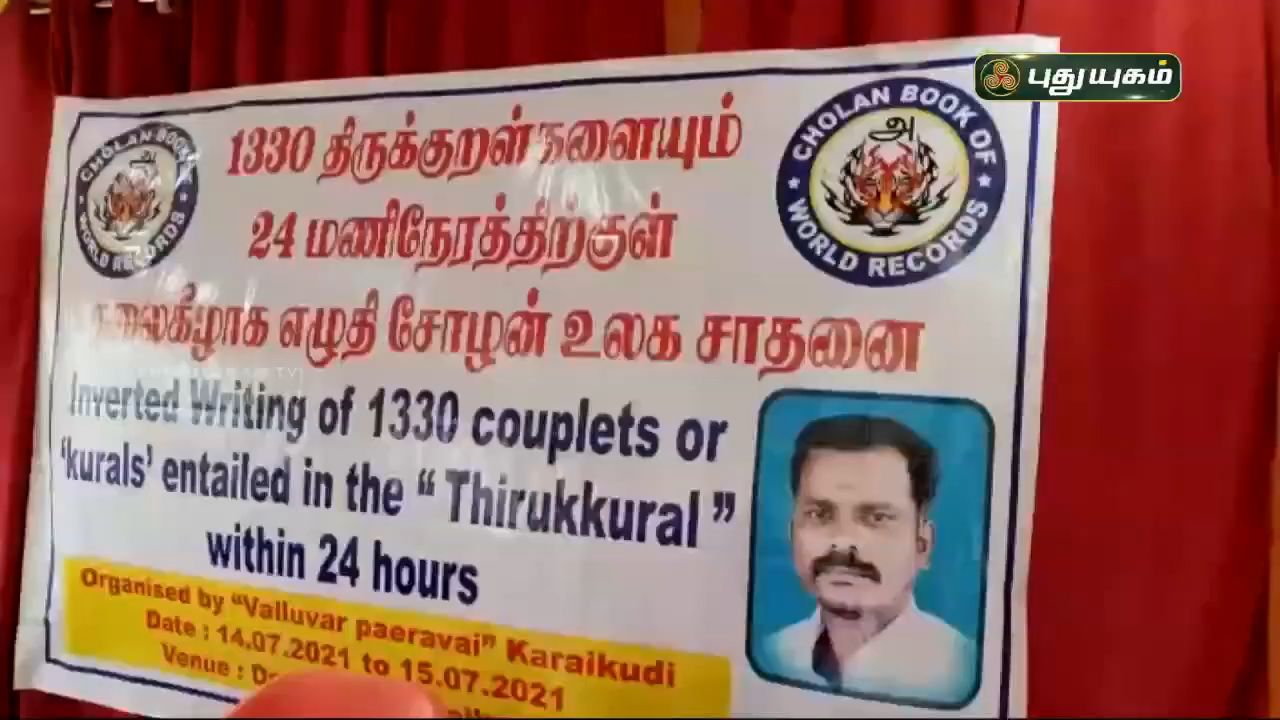 புதுயுகம்
CHOLAN BOOK OF WORLD RECORDS
CHOLAN BOOK OF WORLD RECORDS
அ
1330 திருக்குறள்களையும்
24 மணிநேரத்திற்குள்
தலைகீழாக எழுதி சோழன் உலக சாதனை
Inverted Writing of 1330 couplets or
‘kurals’ entailed in the “ Thirukkural ”
within 24 hours
Organised by “Valluvar paeravai” Karaikudi
Date : 14.07.2021 to 15.07.2021
Venue :